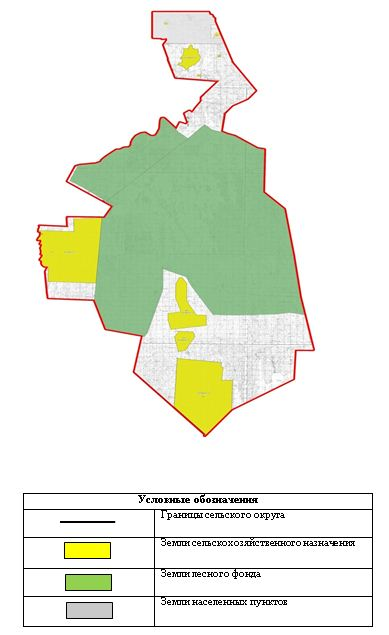 Условные обозначения
Границы сельского округа
Земли сельскохозяйственного назначения
Земли лесного фонда
Земли населенных пунктов